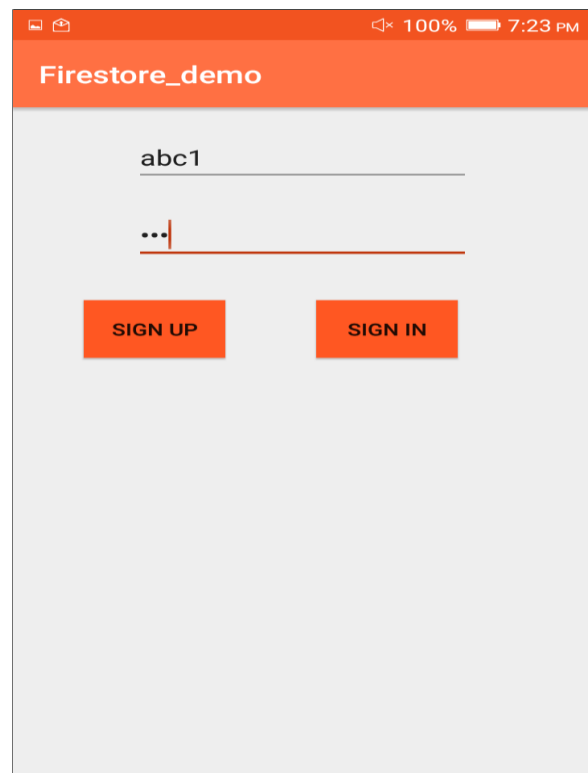 100% 7:23 PM
Firestore_demo
abc1
•••
SIGN UP SIGN IN